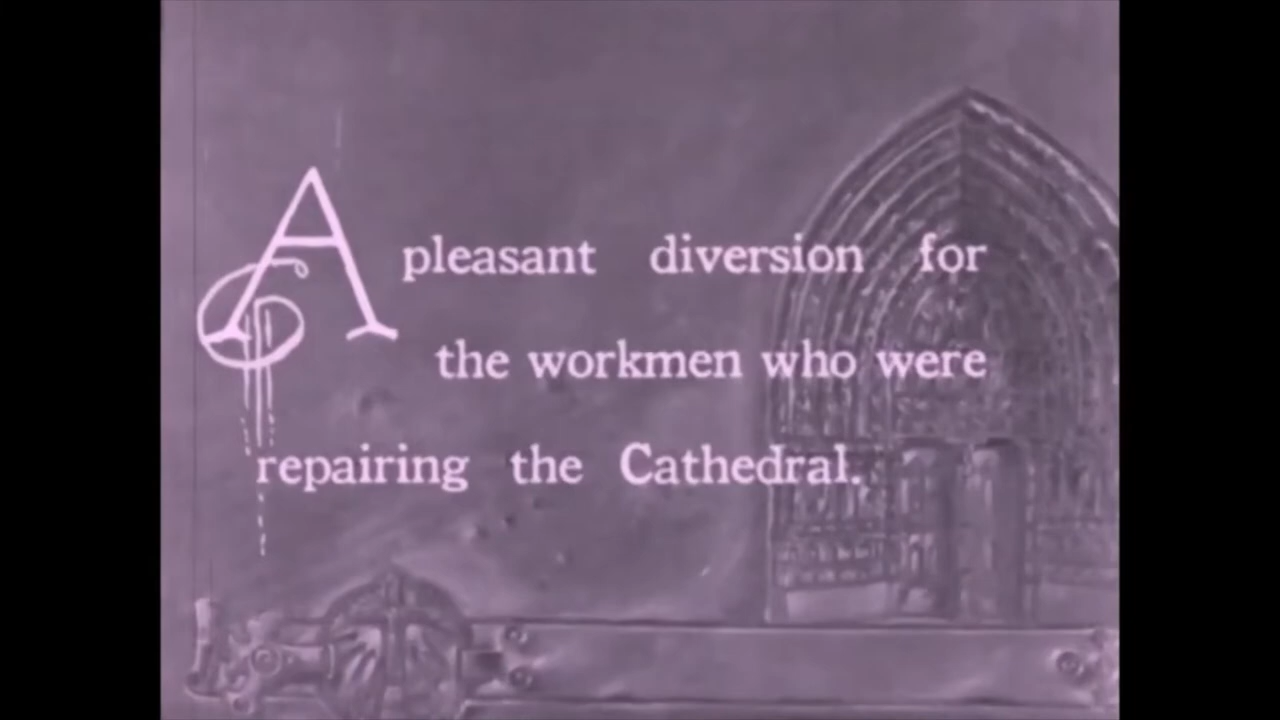 A pleasant diversion for
the workmen who were
repairing the Cathedral.